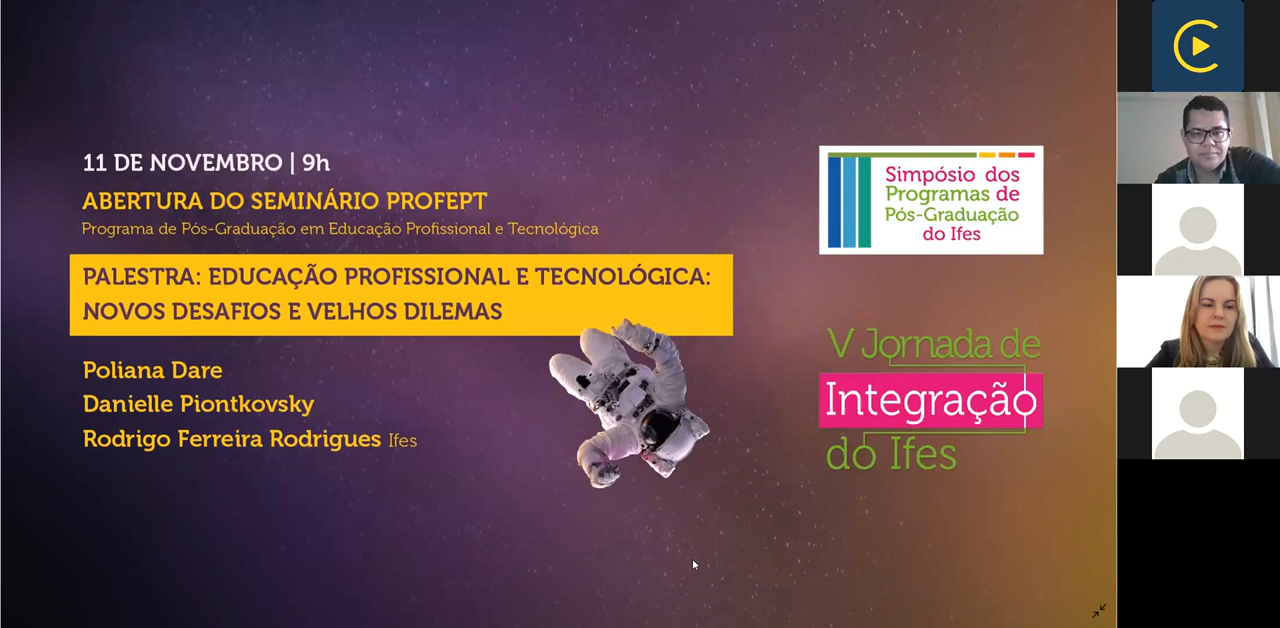 11 DE NOVEMBRO | 9h
ABERTURA DO SEMINÁRIO PROFEPT
Programa de Pós-Graduação em Educação Profissional e Tecnológica
PALESTRA: EDUCAÇÃO PROFISSIONAL E TECNOLÓGICA:
NOVOS DESAFIOS E VELHOS DILEMAS
Poliana Dare
Danielle Piontkovsky
Rodrigo Ferreira Rodrigues Ifes
Simpósio dos
Programas de
Pós-Graduação
do Ifes
V Jornada de
Integração
do Ifes